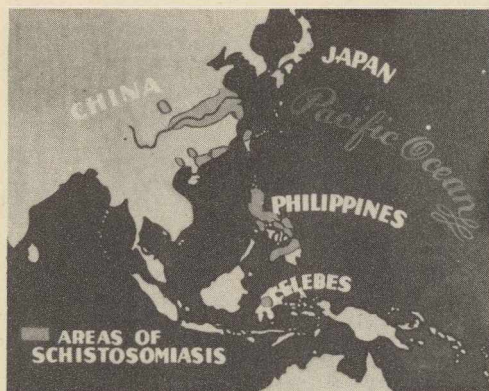 JAPAN
CHINA
Pacific Ocean
PHILIPPINES
CELEBES
AREAS OF
SCHISTOSOMIASIS